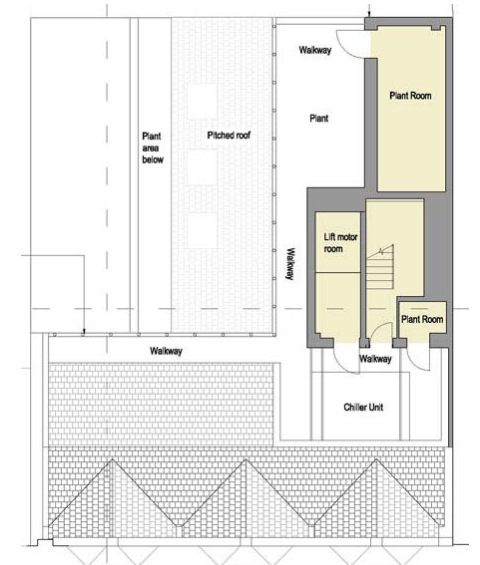 Walkway
Plant Room
Plant
Plant
area
below
Pitched roof
Lift motor
room
Walkway
Plant Room
Walkway
Walkway
Chiller Unit